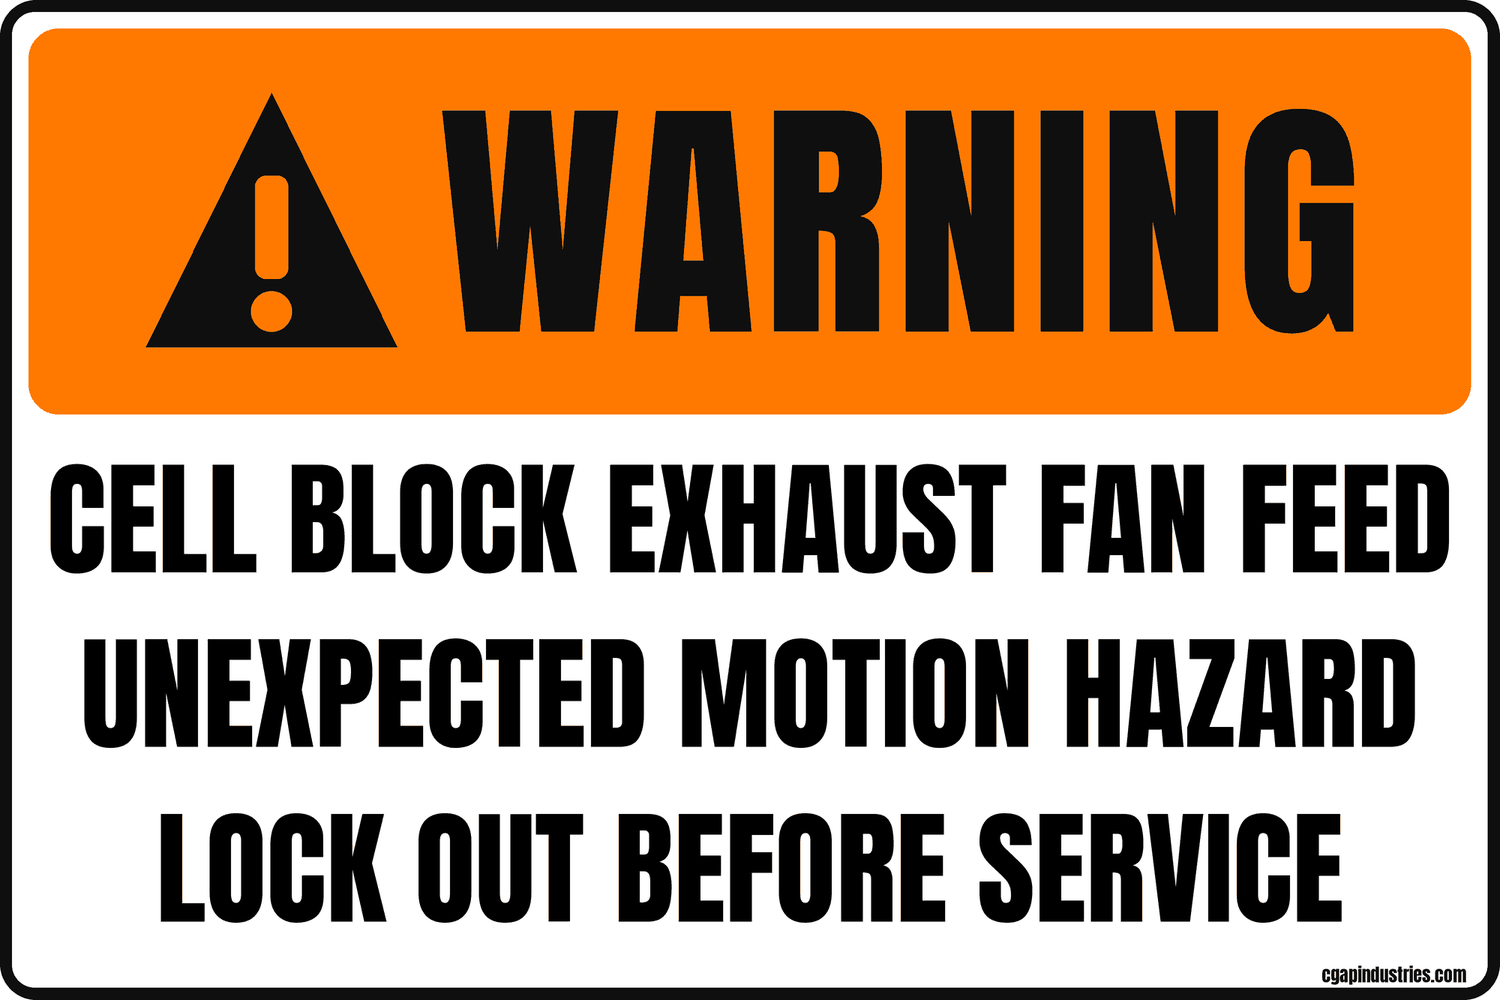 WARNING
CELL BLOCK EXHAUST FAN FEED
UNEXPECTED MOTION HAZARD
LOCK OUT BEFORE SERVICE
cgapindustries.com